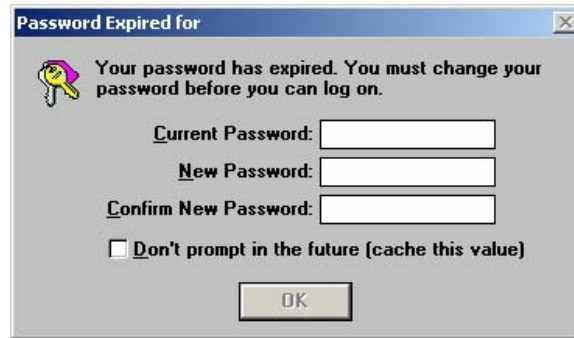 Password Expired for
Your password has expired. You must change your
password before you can log on.
Current Password:
New Password:
Confirm New Password:
Don't prompt in the future (cache this value)
OK